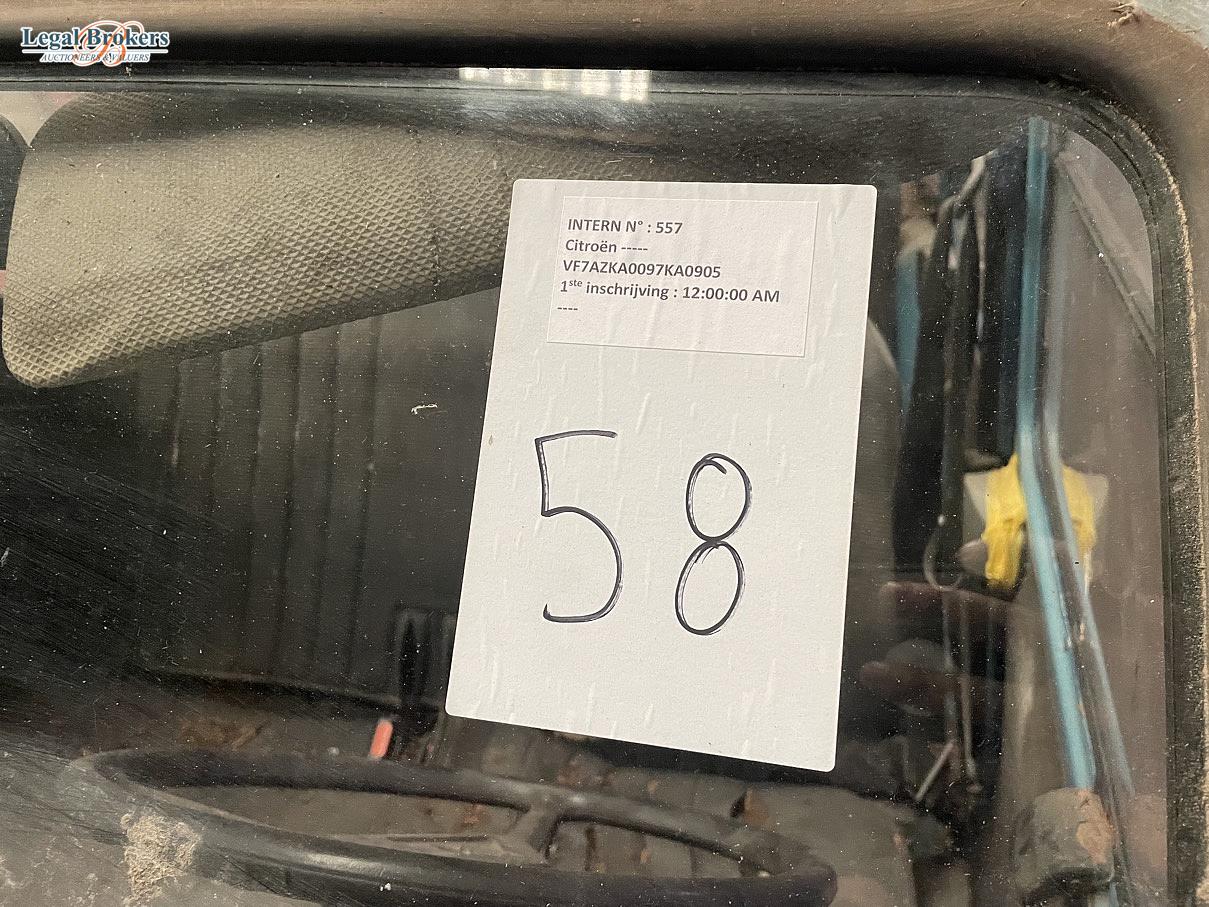 Legal Brokers
AUCTIONEERS & VALUERS
INTERN N° : 557
Citroën -----
VF7AZKA0097KA0905
1ste inschrijving : 12:00:00 AM
----
58